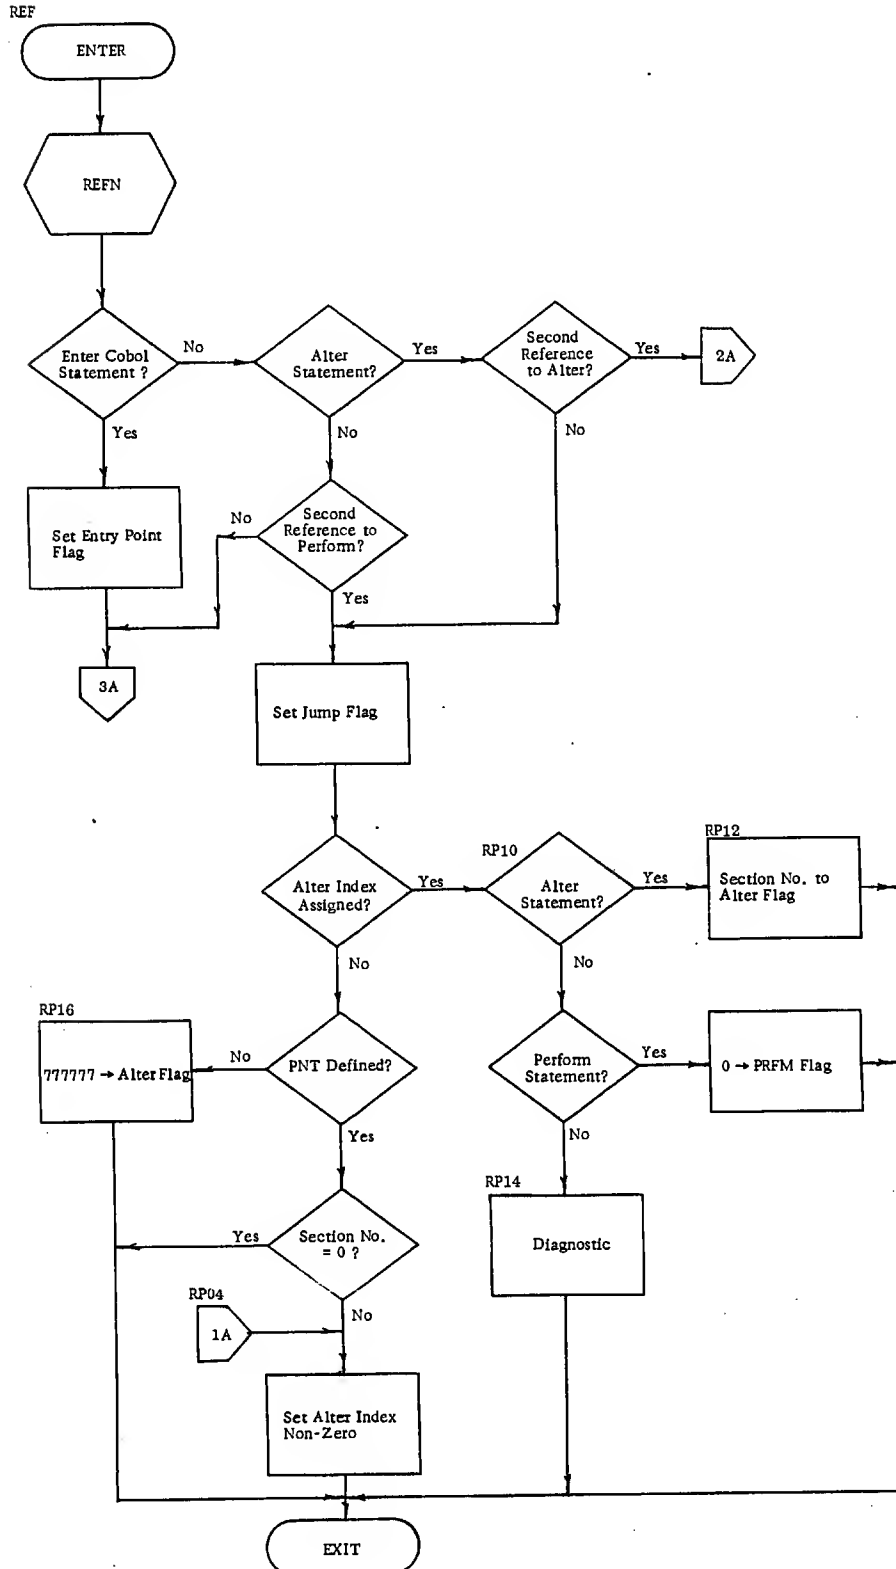 REF
ENTER
REFN
Enter Cobol
Statement ?
No
Alter
Statement?
Yes
Second
Reference
to Alter?
Yes
2A
Yes
No
No
Set Entry Point
Flag
No
Second
Reference to
Perform?
Yes
3A
Set Jump Flag
Alter Index
Assigned?
Yes
RP10
Alter
Statement?
Yes
RP12
Section No. to
Alter Flag
No
No
RP16
777777 → Alter Flag
No
PNT Defined?
Perform
Statement?
Yes
0 → PRFM Flag
Yes
No
Yes
Section No.
= 0 ?
RP14
Diagnostic
RP04
1A
No
Set Alter Index
Non-Zero
EXIT